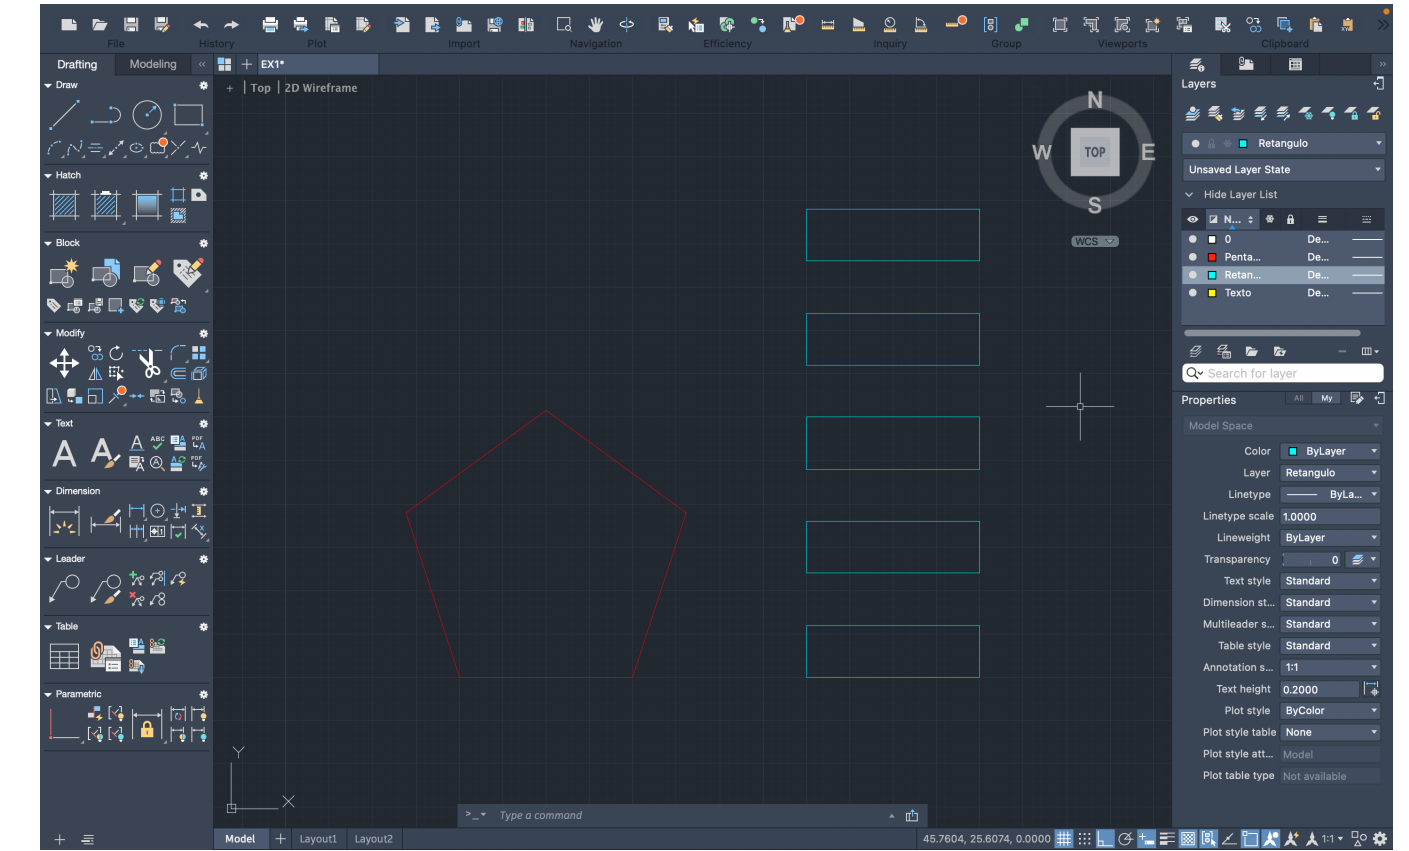 File History Plot Import Navigation Efficiency Inquiry Group Viewports Clipboard
Drafting Modeling EX1*
Draw
+ Top 2D Wireframe
Layers
N
W TOP E
S
WCS
Retangulo
Unsaved Layer State
Hide Layer List
N...
0 De...
Penta... De...
Retan... De...
Texto De...
Search for layer
Hatch
Block
Modify
Text
A A A ABC PDF
Dimension
Leader
Table
Parametric
Properties All My
Model Space
Color ByLayer
Layer Retangulo
Linetype ByLa...
Linetype scale 1.0000
Lineweight ByLayer
Transparency 0
Text style Standard
Dimension st... Standard
Multileader s... Standard
Table style Standard
Annotation s... 1:1
Text height 0.2000
Plot style ByColor
Plot style table None
Plot style att... Model
Plot table type Not available
Y
X
>_ Type a command
Model + Layout1 Layout2
45.7604, 25.6074, 0.0000 1:1